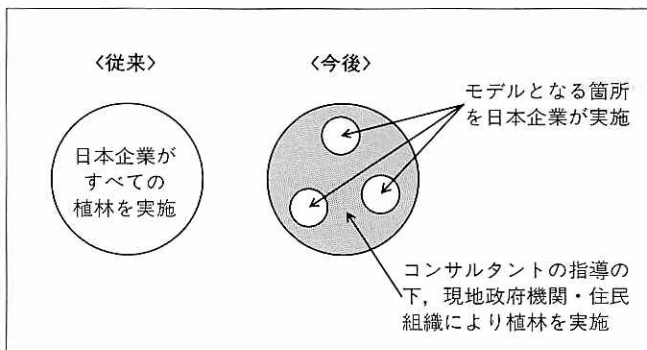 〈従来〉
〈今後〉
日本企業が
すべての
植林を実施
モデルとなる箇所
を日本企業が実施
コンサルタントの指導の
下，現地政府機関・住民
組織により植林を実施